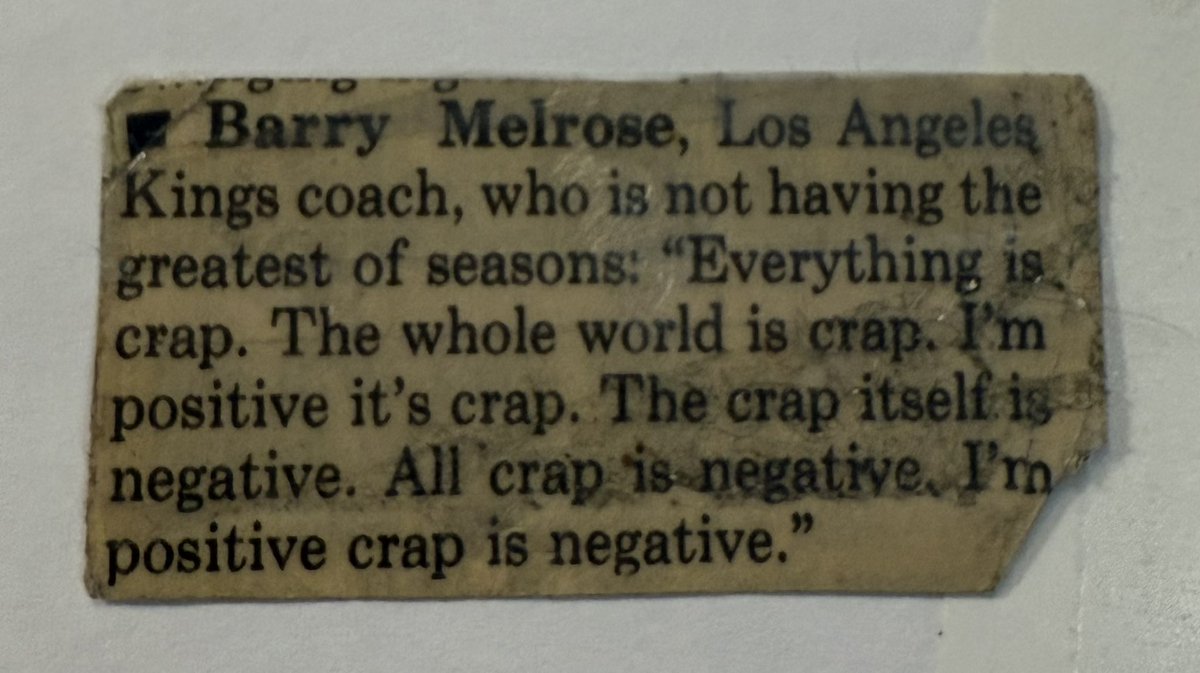 ■ Barry Melrose, Los Angeles
Kings coach, who is not having the
greatest of seasons: “Everything is
crap. The whole world is crap. I’m
positive it’s crap. The crap itself is
negative. All crap is negative. I’m
positive crap is negative.”